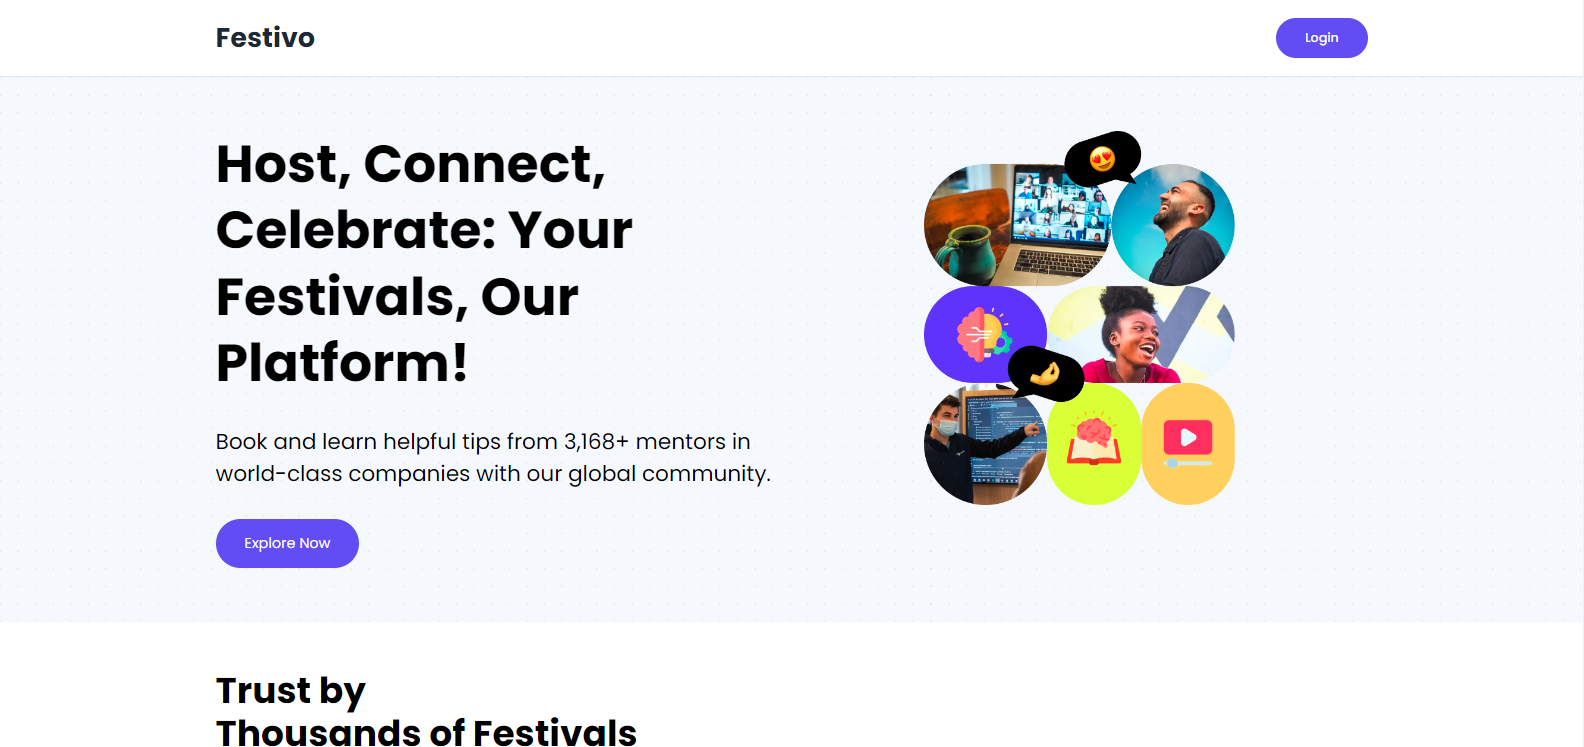 Festivo
Login
Host, Connect,
Celebrate: Your
Festivals, Our
Platform!
Book and learn helpful tips from 3,168+ mentors in
world-class companies with our global community.
Explore Now
Trust by
Thousands of Festivals